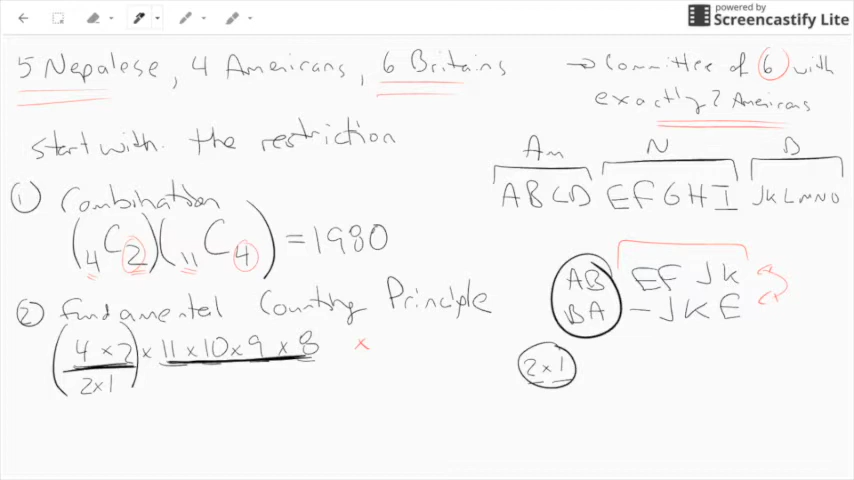 powered by
Screencastify Lite
5 Nepalese, 4 Americans, 6 Britains
→ Committee of 6 with
exactly 2 Americans
start with the restriction
Am N B
ABCD EFGHI JKLMNO
① Combination
(₄C₂)(₁₁C₄) = 1980
AB EF JK
BA – JKE
② Fundamental Counting Principle
(4 × 2 × 11 × 10 × 9 × 8 ×
2×1)
2×1